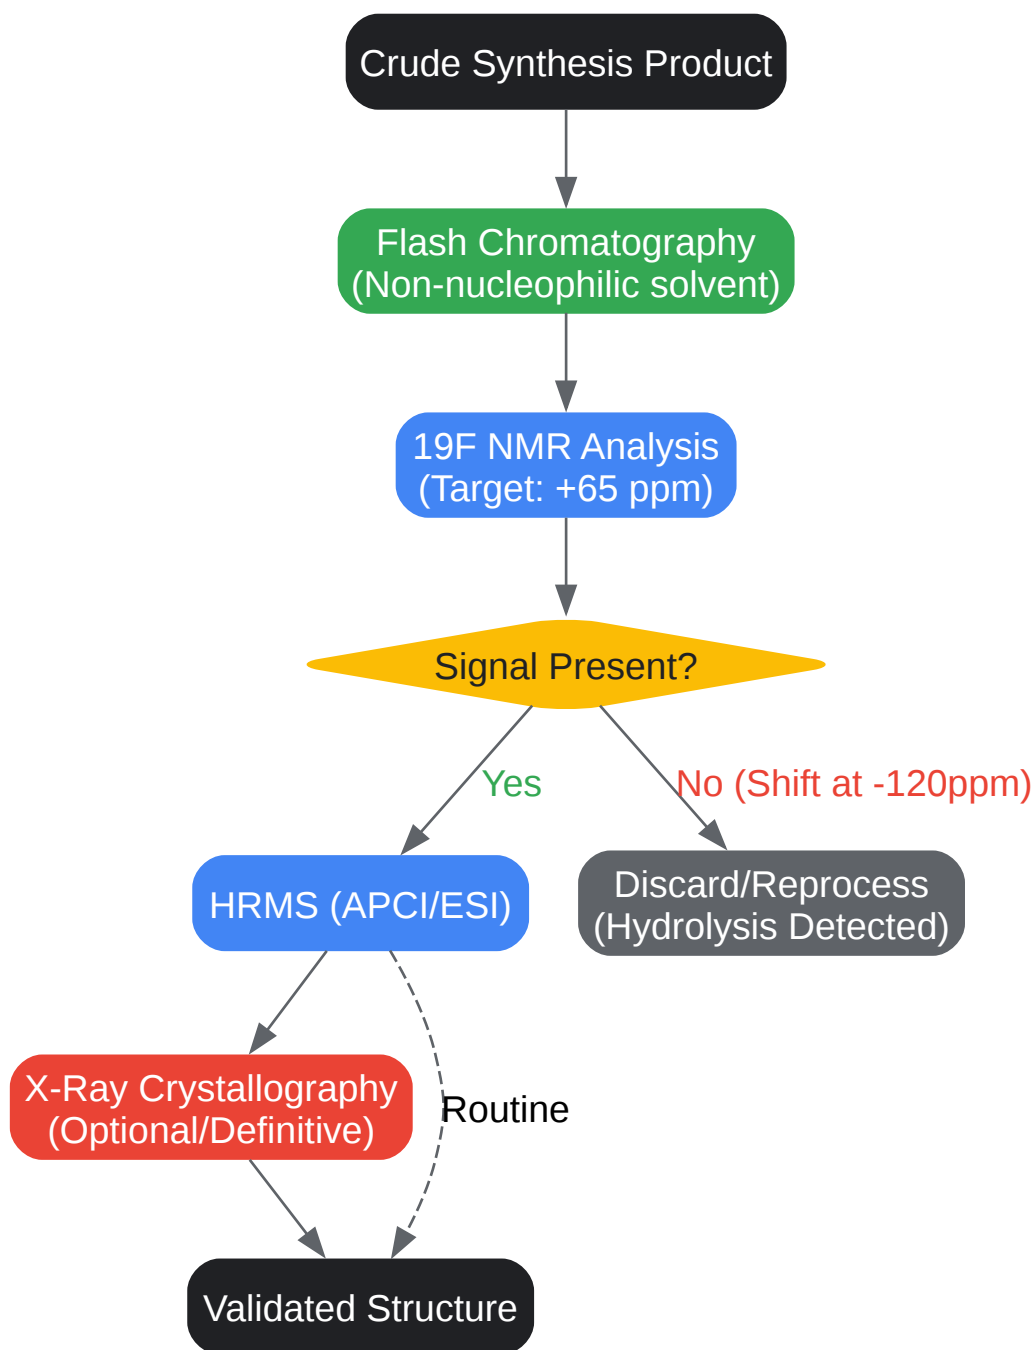 Crude Synthesis Product
Flash Chromatography
(Non-nucleophilic solvent)
19F NMR Analysis
(Target: +65 ppm)
Signal Present?
Yes
No (Shift at -120ppm)
HRMS (APCI/ESI)
Discard/Reprocess
(Hydrolysis Detected)
X-Ray Crystallography
(Optional/Definitive)
Routine
Validated Structure